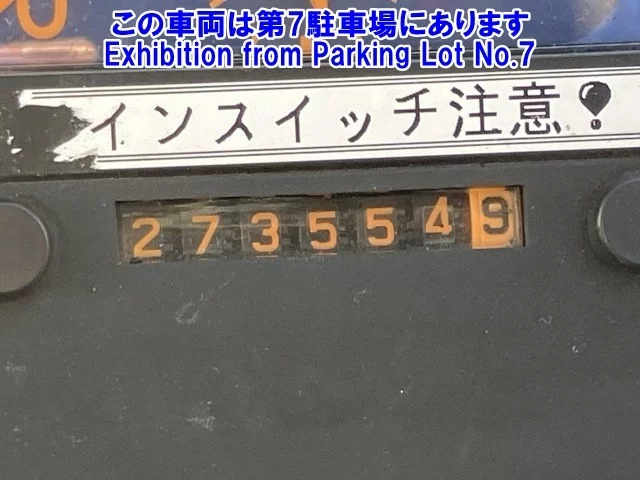 この車両は第7駐車場にあります
Exhibition from Parking Lot No.7
インスイッチ注意!
2735549